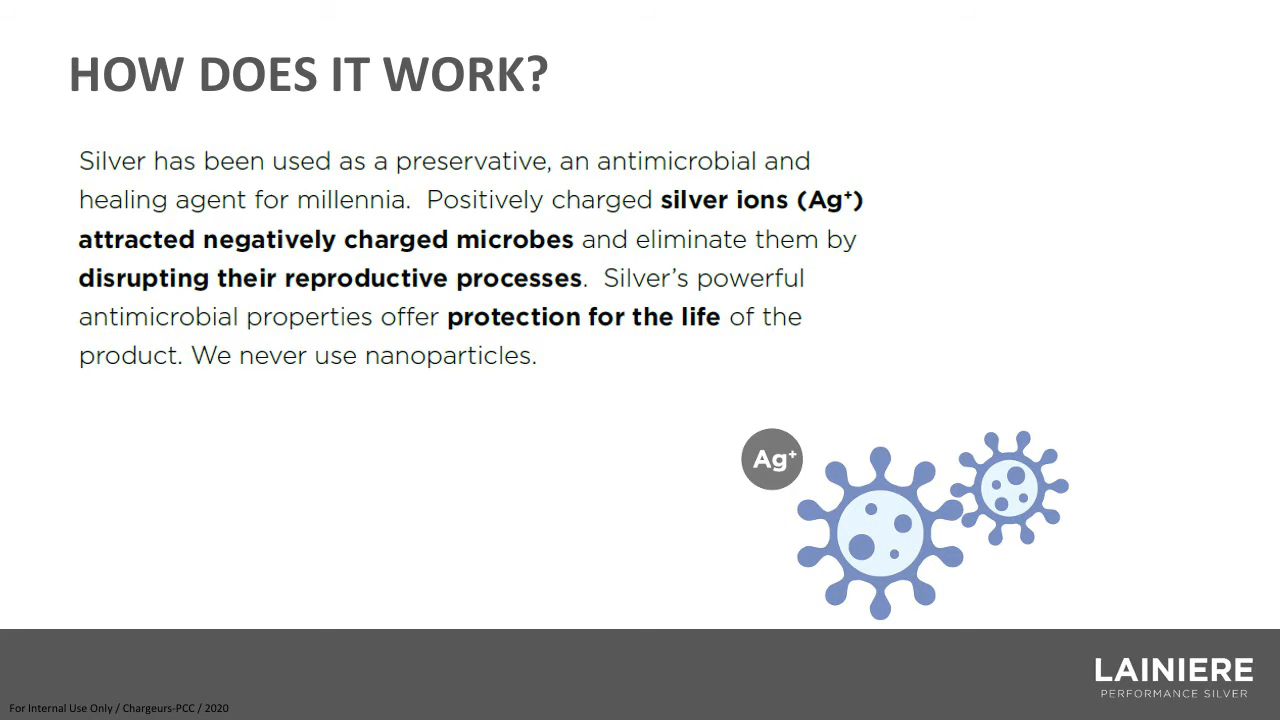 HOW DOES IT WORK?
Silver has been used as a preservative, an antimicrobial and
healing agent for millennia.  Positively charged silver ions (Ag⁺)
attracted negatively charged microbes and eliminate them by
disrupting their reproductive processes.  Silver’s powerful
antimicrobial properties offer protection for the life of the
product. We never use nanoparticles.
Ag⁺
LAINIERE
PERFORMANCE SILVER
For Internal Use Only / Chargeurs-PCC / 2020